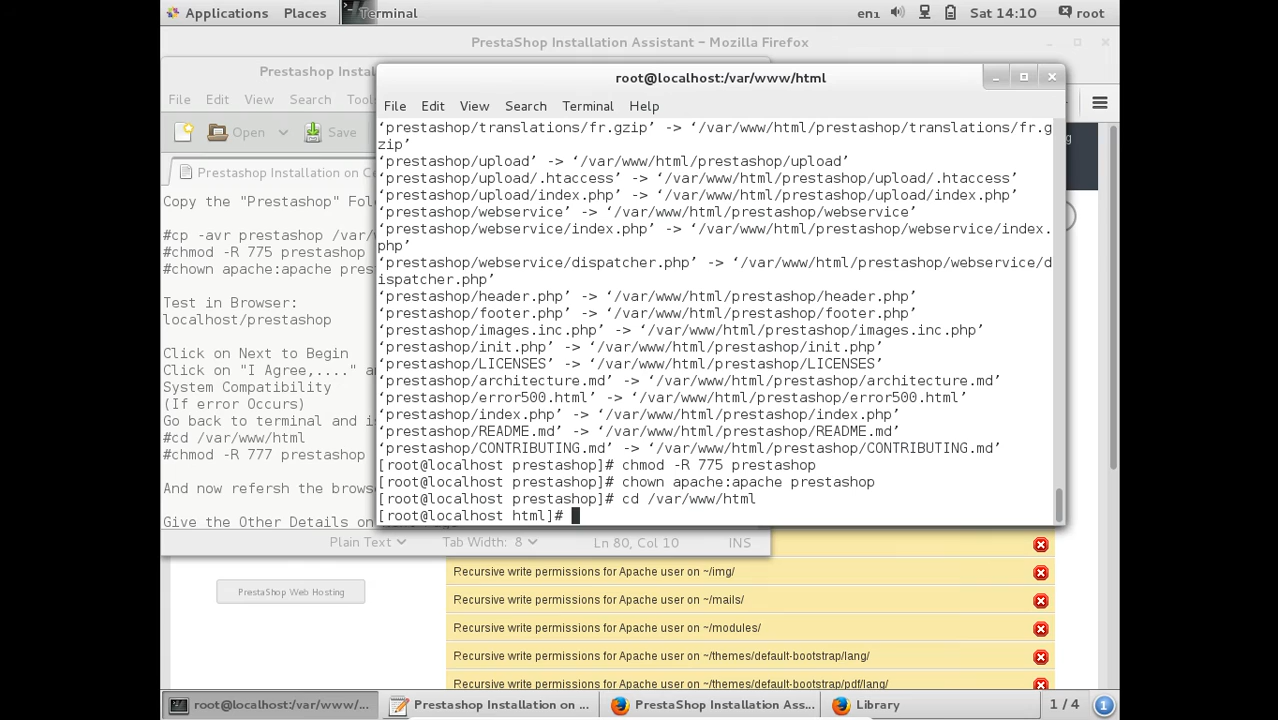 Applications Places Terminal en₁ Sat 14:10 root
PrestaShop Installation Assistant – Mozilla Firefox
Prestashop Instal
root@localhost:/var/www/html
File Edit View Search Tools
File Edit View Search Terminal Help
Open Save
Prestashop Installation on Ce
Copy the "Prestashop" Fol
#cp -avr prestashop /var/w
#chmod -R 775 prestashop
#chown apache:apache prest
Test in Browser:
localhost/prestashop
Click on Next to Begin
Click on "I Agree,...." and
System Compatibility
(If error Occurs)
Go back to terminal and is
#cd /var/www/html
#chmod -R 777 prestashop
And now refersh the browse
Give the Other Details on
Plain Text Tab Width: 8 Ln 80, Col 10 INS
‘prestashop/translations/fr.gzip’ -> ‘/var/www/html/prestashop/translations/fr.g
zip’
‘prestashop/upload’ -> ‘/var/www/html/prestashop/upload’
‘prestashop/upload/.htaccess’ -> ‘/var/www/html/prestashop/upload/.htaccess’
‘prestashop/upload/index.php’ -> ‘/var/www/html/prestashop/upload/index.php’
‘prestashop/webservice’ -> ‘/var/www/html/prestashop/webservice’
‘prestashop/webservice/index.php’ -> ‘/var/www/html/prestashop/webservice/index.
php’
‘prestashop/webservice/dispatcher.php’ -> ‘/var/www/html/prestashop/webservice/d
ispatcher.php’
‘prestashop/header.php’ -> ‘/var/www/html/prestashop/header.php’
‘prestashop/footer.php’ -> ‘/var/www/html/prestashop/footer.php’
‘prestashop/images.inc.php’ -> ‘/var/www/html/prestashop/images.inc.php’
‘prestashop/init.php’ -> ‘/var/www/html/prestashop/init.php’
‘prestashop/LICENSES’ -> ‘/var/www/html/prestashop/LICENSES’
‘prestashop/architecture.md’ -> ‘/var/www/html/prestashop/architecture.md’
‘prestashop/error500.html’ -> ‘/var/www/html/prestashop/error500.html’
‘prestashop/index.php’ -> ‘/var/www/html/prestashop/index.php’
‘prestashop/README.md’ -> ‘/var/www/html/prestashop/README.md’
‘prestashop/CONTRIBUTING.md’ -> ‘/var/www/html/prestashop/CONTRIBUTING.md’
[root@localhost prestashop]# chmod -R 775 prestashop
[root@localhost prestashop]# chown apache:apache prestashop
[root@localhost prestashop]# cd /var/www/html
[root@localhost html]#
PrestaShop Web Hosting
Recursive write permissions for Apache user on ~/img/
Recursive write permissions for Apache user on ~/mails/
Recursive write permissions for Apache user on ~/modules/
Recursive write permissions for Apache user on ~/themes/default-bootstrap/lang/
Recursive write permissions for Apache user on ~/themes/default-bootstrap/pdf/lang/
root@localhost:/var/www/... Prestashop Installation on ... PrestaShop Installation Ass... Library 1 / 4 1